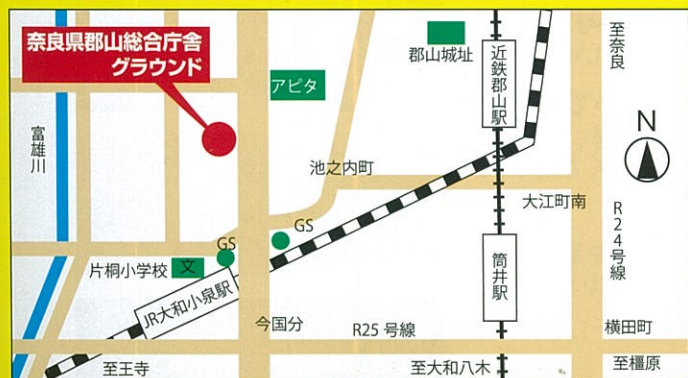 奈良県郡山総合庁舎
グラウンド
アピタ
郡山城址
近鉄郡山駅
至奈良
富雄川
池之内町
大江町南
N
R24号線
GS
GS
片桐小学校
文
JR大和小泉駅
筒井駅
今国分
R25号線
横田町
至王寺
至大和八木
至橿原